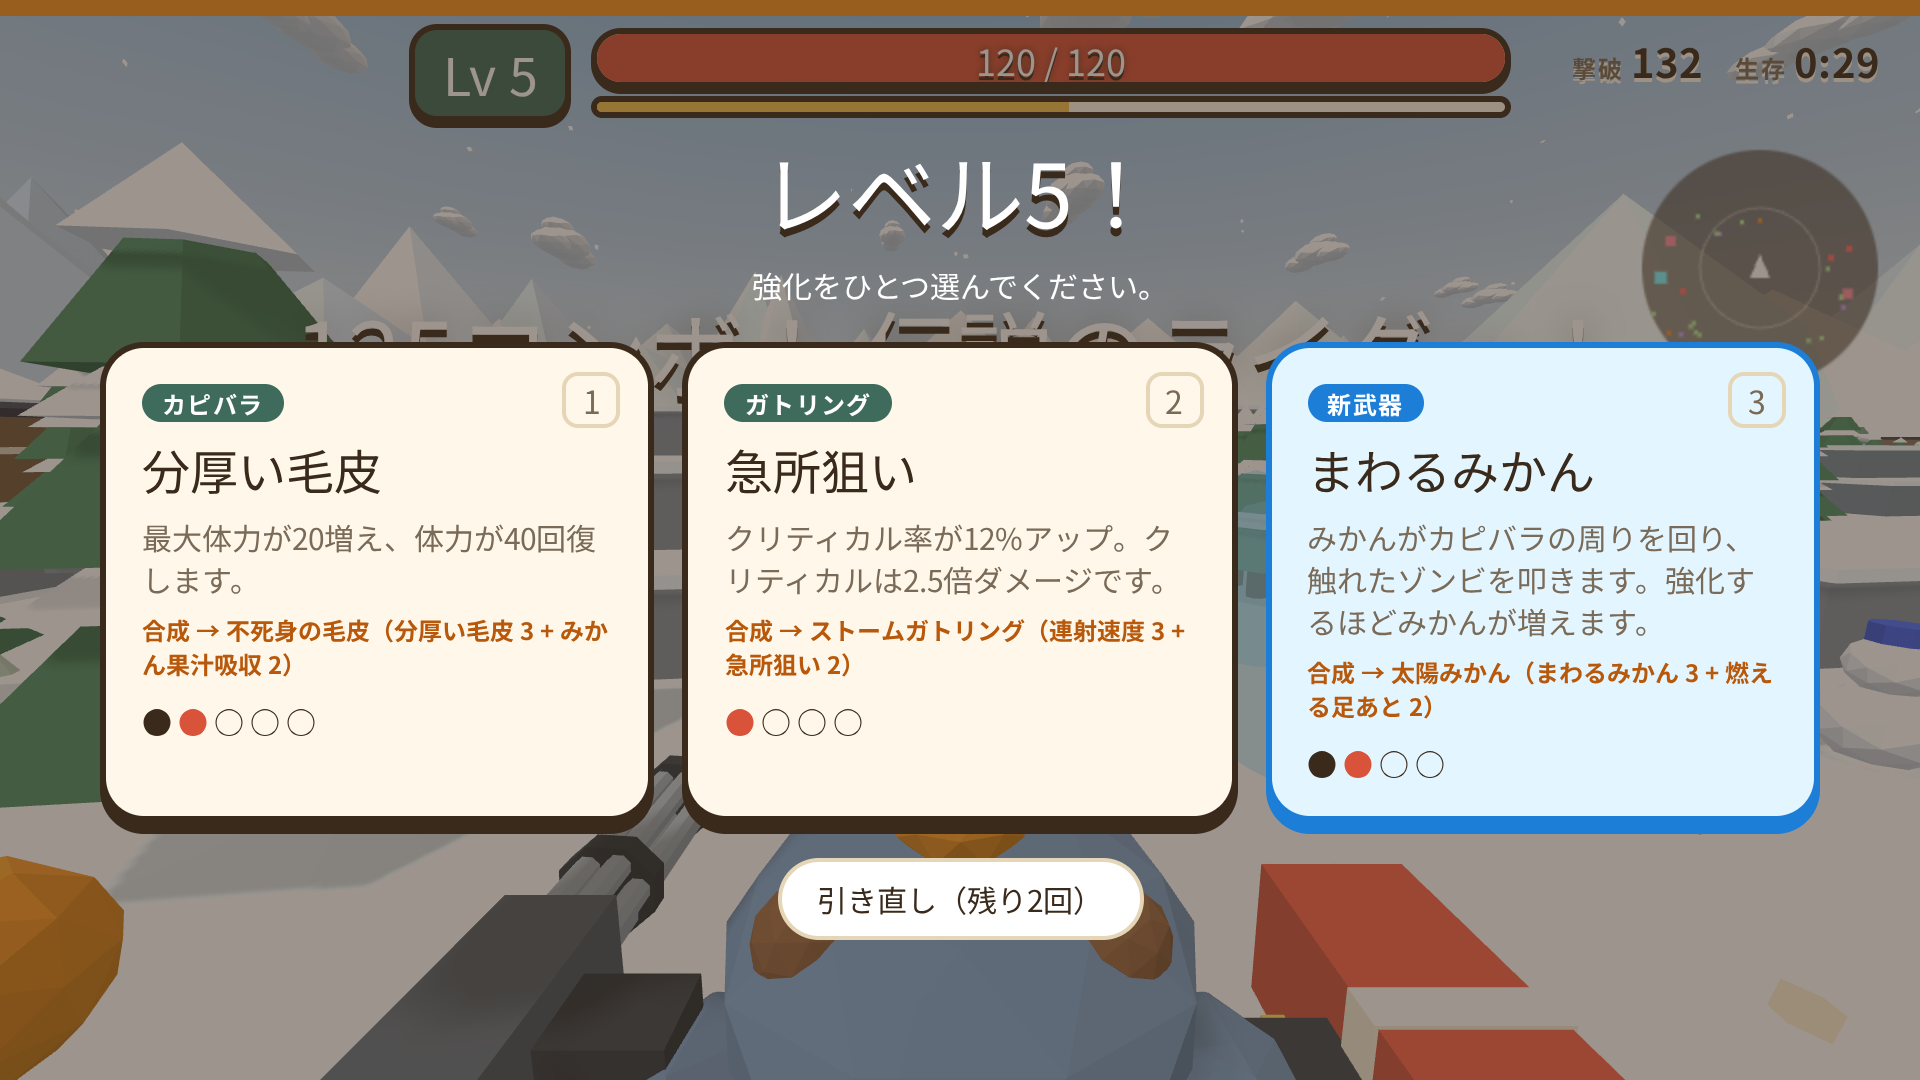 Lv 5
120 / 120
撃破 132 生存 0:29
レベル5！
強化をひとつ選んでください。
カピバラ
1
分厚い毛皮
最大体力が20増え、体力が40回復
します。
合成 → 不死身の毛皮（分厚い毛皮 3 + みか
ん果汁吸収 2）
ガトリング
2
急所狙い
クリティカル率が12%アップ。ク
リティカルは2.5倍ダメージです。
合成 → ストームガトリング（連射速度 3 +
急所狙い 2）
新武器
3
まわるみかん
みかんがカピバラの周りを回り、
触れたゾンビを叩きます。強化す
るほどみかんが増えます。
合成 → 太陽みかん（まわるみかん 3 + 燃え
る足あと 2）
引き直し（残り2回）